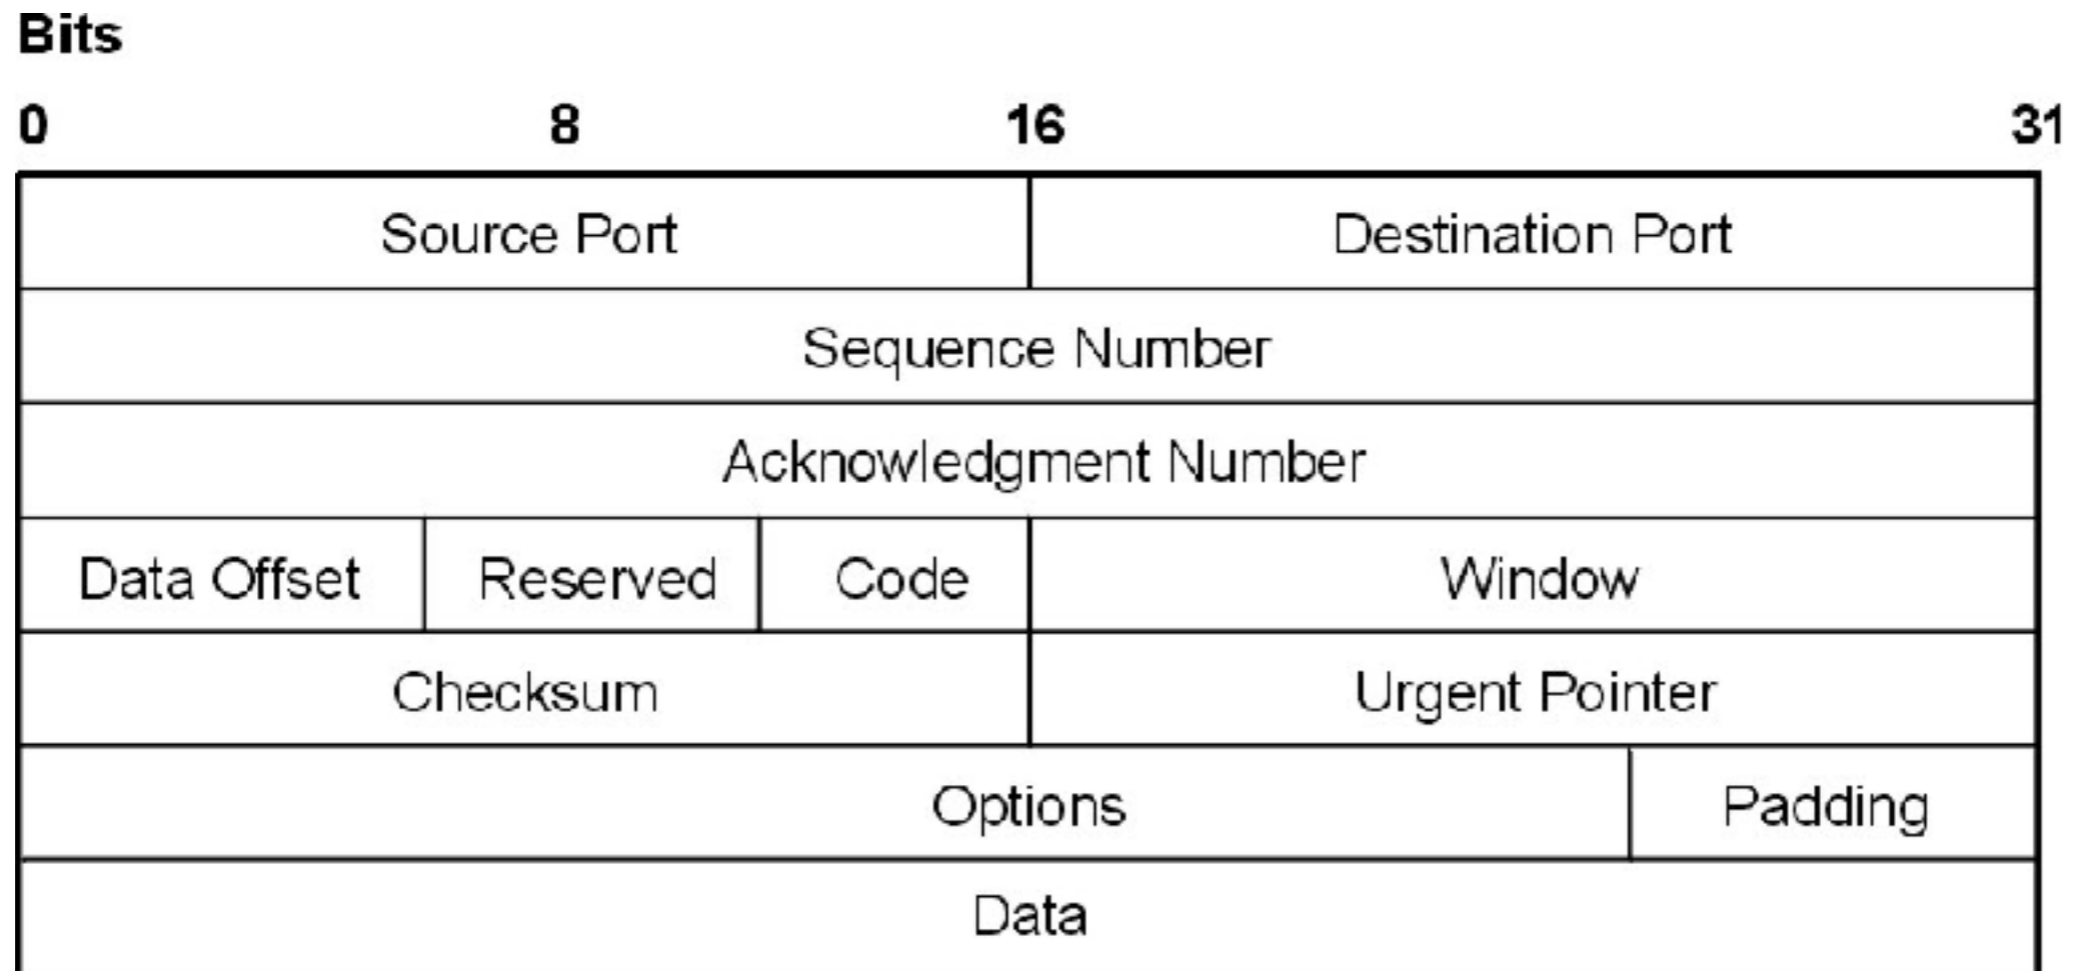 Bits
0 8 16 31
Source Port Destination Port
Sequence Number
Acknowledgment Number
Data Offset Reserved Code Window
Checksum Urgent Pointer
Options Padding
Data